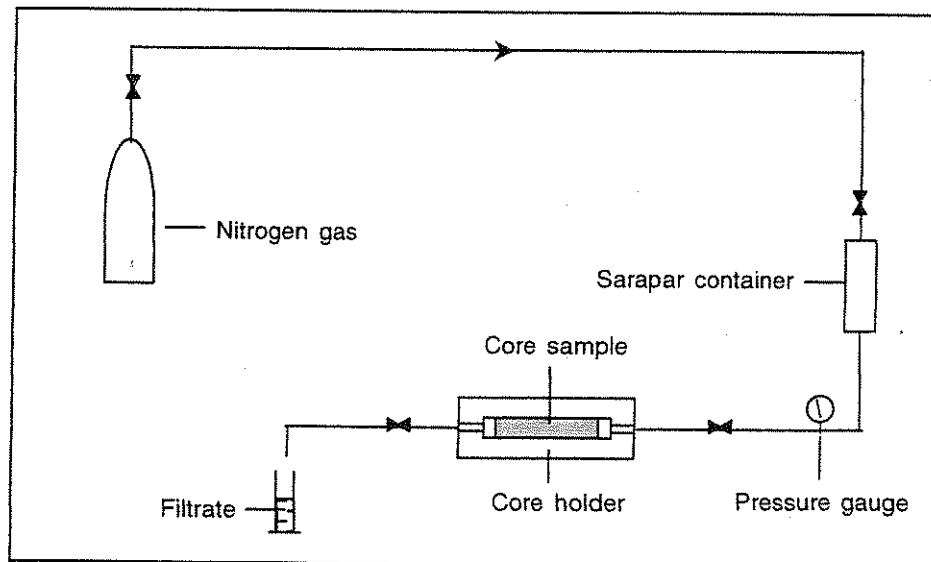 Nitrogen gas
Sarapar container
Core sample
Filtrate
Core holder
Pressure gauge